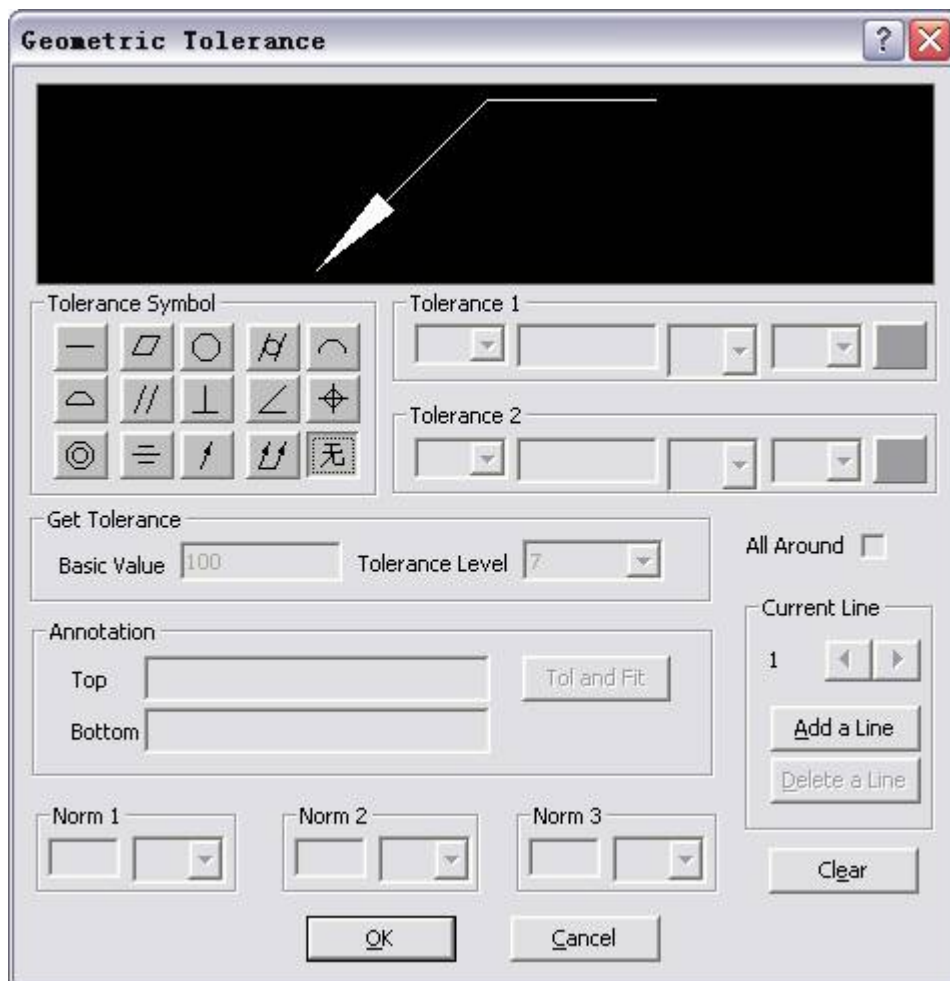 Geometric Tolerance
Tolerance Symbol
Tolerance 1
无
Tolerance 2
Get Tolerance
Basic Value 100 Tolerance Level 7
All Around
Annotation
Top
Tol and Fit
Bottom
Current Line
1
Add a Line
Delete a Line
Norm 1
Norm 2
Norm 3
Clear
OK
Cancel